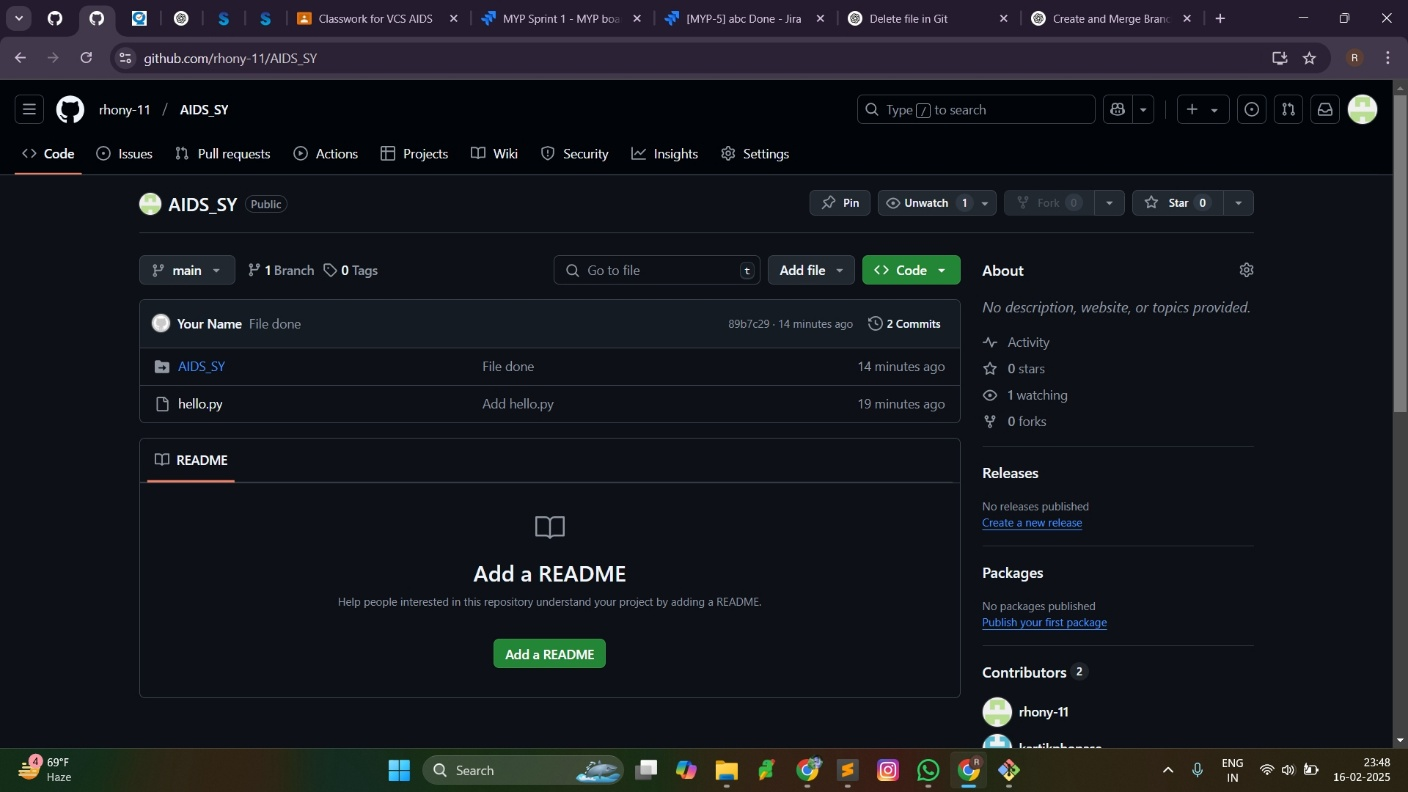 Classwork for VCS AIDS
MYP Sprint 1 - MYP boa
[MYP-5] abc Done - Jira
Delete file in Git
Create and Merge Branc
github.com/rhony-11/AIDS_SY
R
rhony-11 / AIDS_SY
Type / to search
Code
Issues
Pull requests
Actions
Projects
Wiki
Security
Insights
Settings
AIDS_SY Public
Pin
Unwatch 1
Fork 0
Star 0
main
1 Branch
0 Tags
Go to file t
Add file
Code
Your Name File done 89b7c29 · 14 minutes ago 2 Commits
AIDS_SY File done 14 minutes ago
hello.py Add hello.py 19 minutes ago
README
Add a README
Help people interested in this repository understand your project by adding a README.
Add a README
About
No description, website, or topics provided.
Activity
0 stars
1 watching
0 forks
Releases
No releases published
Create a new release
Packages
No packages published
Publish your first package
Contributors 2
rhony-11
4
69°F
Haze
Search
R
ENG
IN
23:48
16-02-2025